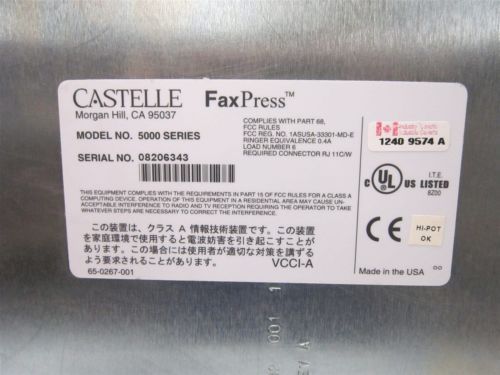 CASTELLE FaxPress™
Morgan Hill, CA 95037
MODEL NO. 5000 SERIES
SERIAL NO. 08206343
COMPLIES WITH PART 68,
FCC RULES
FCC REG. NO. 1ASUSA-33301-MD-E
RINGER EQUIVALENCE 0.4A
LOAD NUMBER 6
REQUIRED CONNECTOR RJ 11C/W
1240 9574 A
THIS EQUIPMENT COMPLIES WITH THE REQUIREMENTS IN PART 15 OF FCC RULES FOR A CLASS A
COMPUTING DEVICE. OPERATION OF THIS EQUIPMENT IN A RESIDENTIAL AREA MAY CAUSE UN-
ACCEPTABLE INTERFERENCE TO RADIO AND TV RECEPTION REQUIRING THE OPERATOR TO TAKE
WHATEVER STEPS ARE NECESSARY TO CORRECT THE INTERFERENCE.
I.T.E.
C UL US LISTED
8Z00
この装置は、クラス A 情報技術装置です。この装置
を家庭環境で使用すると電波妨害を引き起こすことが
あります。この場合には使用者が適切な対策を講ずる
よう要求されることがあります。 VCCI-A
65-0267-001
CE
HI-POT
OK
Made in the USA
001 1